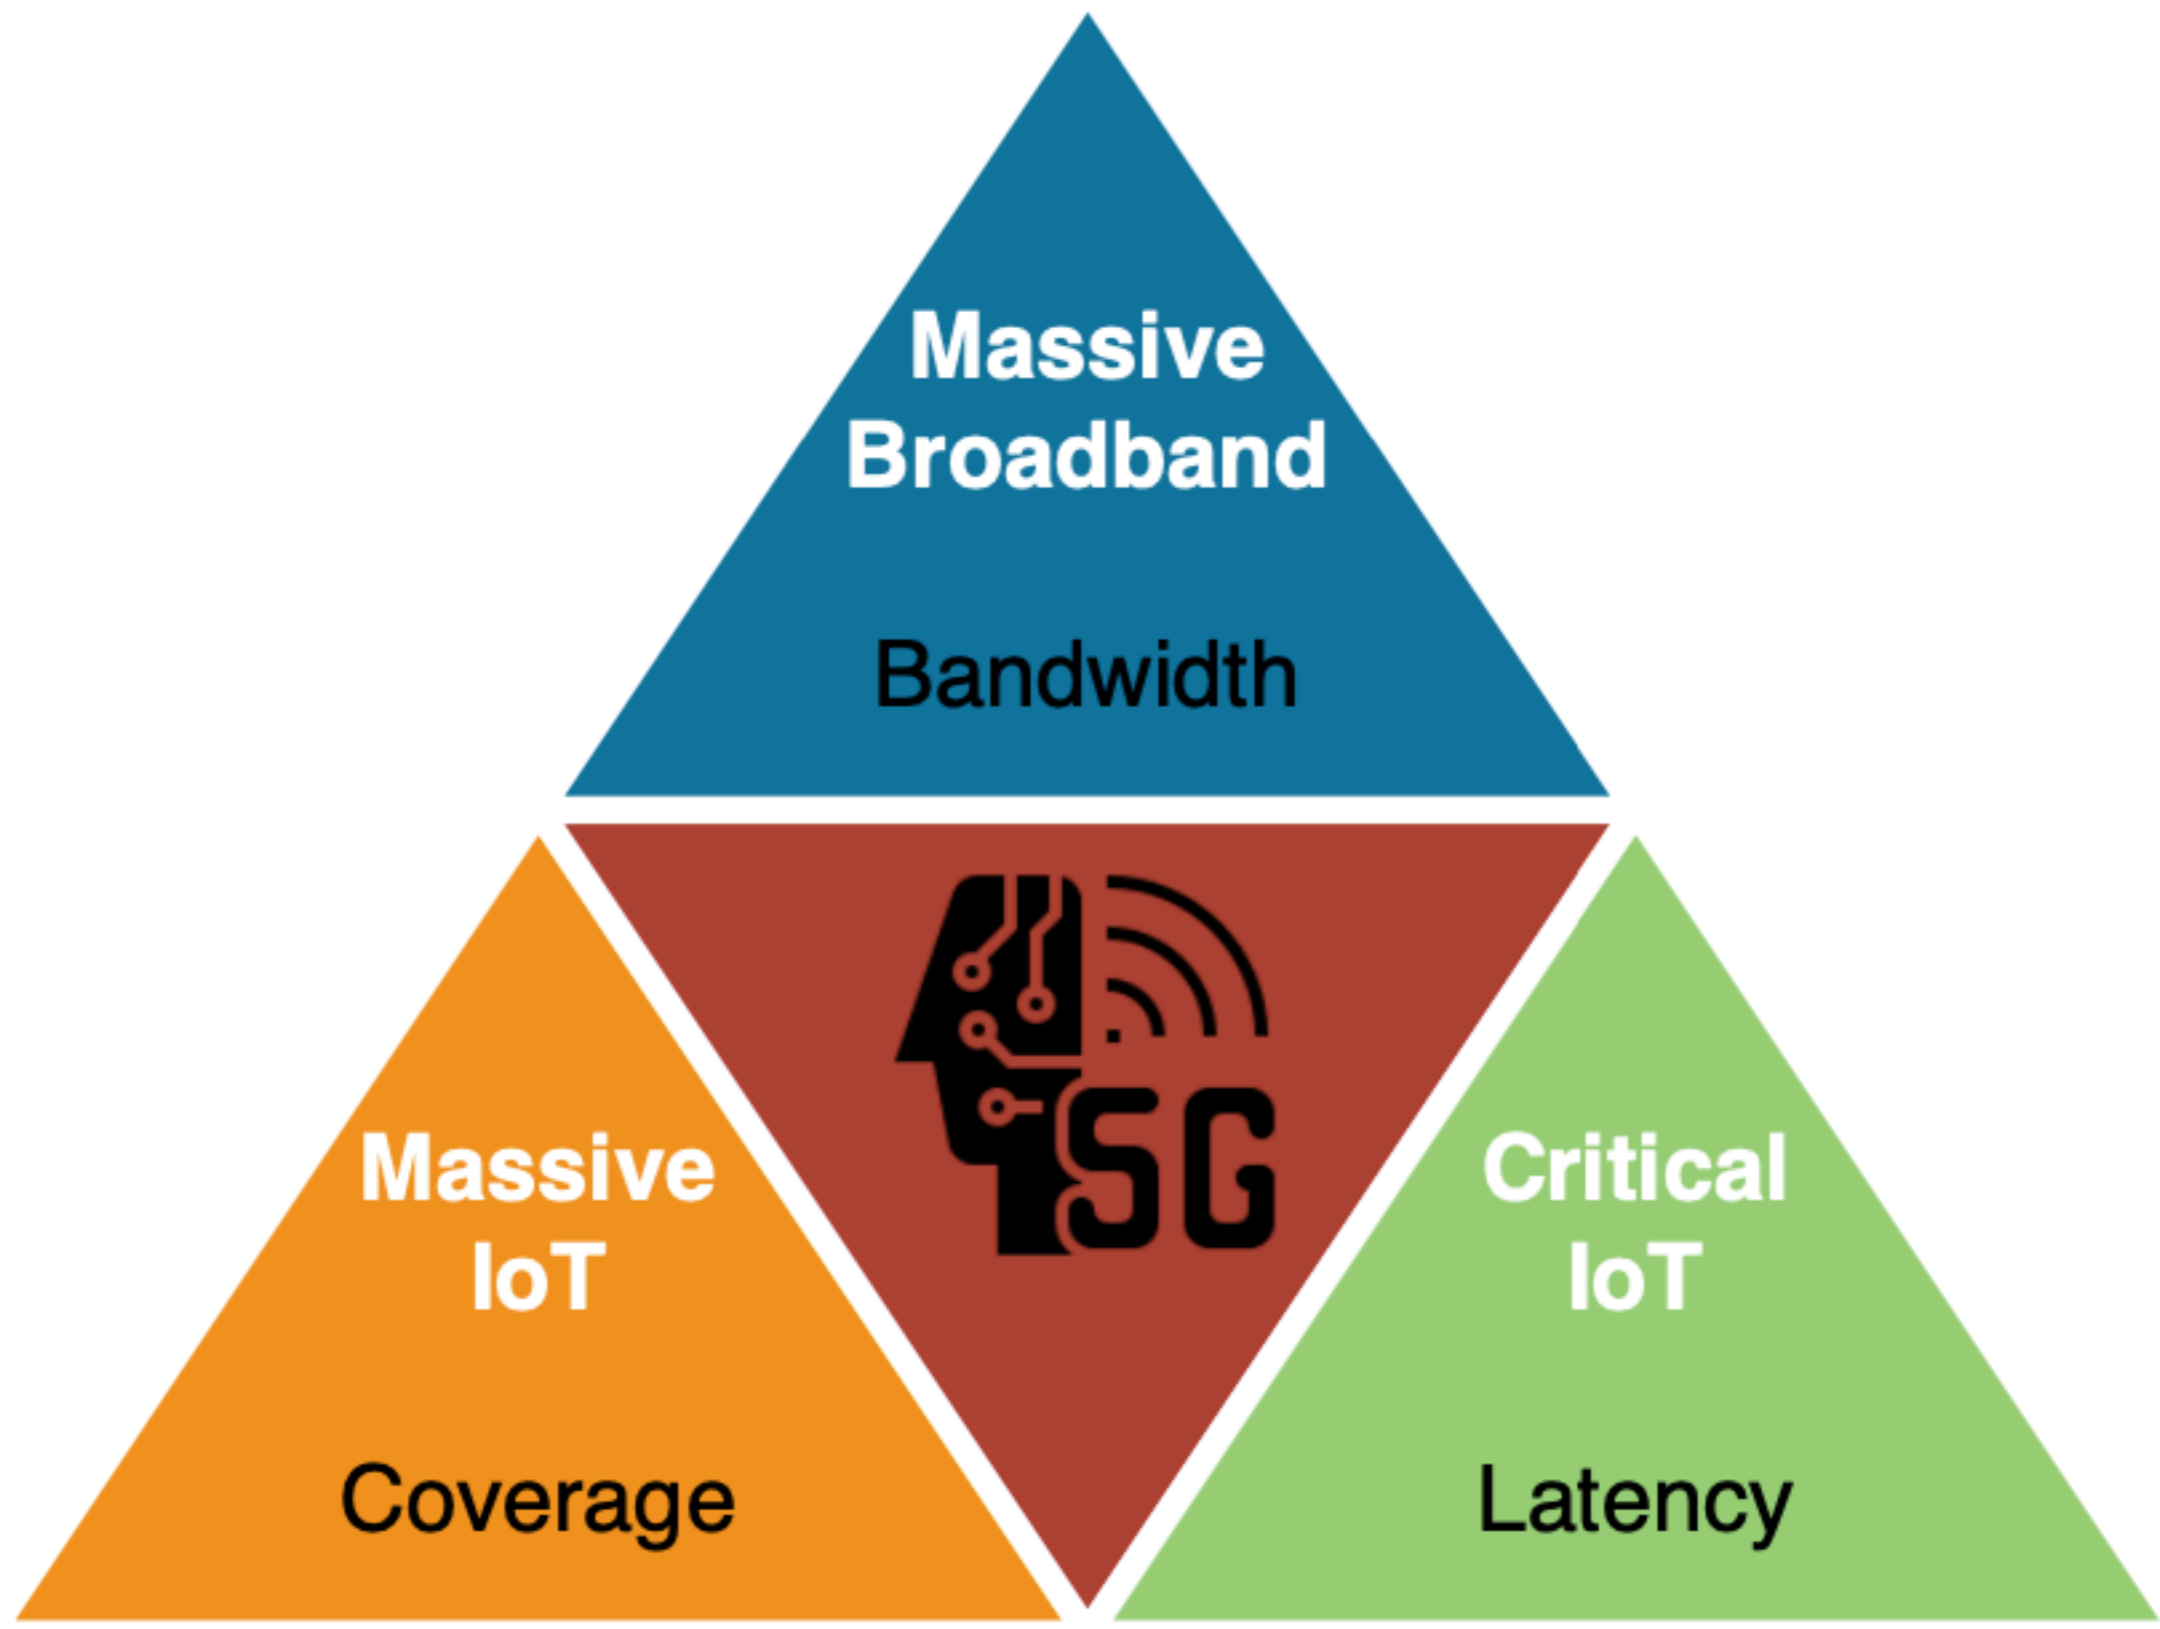 Massive
Broadband
Bandwidth
5G
Massive
IoT
Coverage
Critical
IoT
Latency